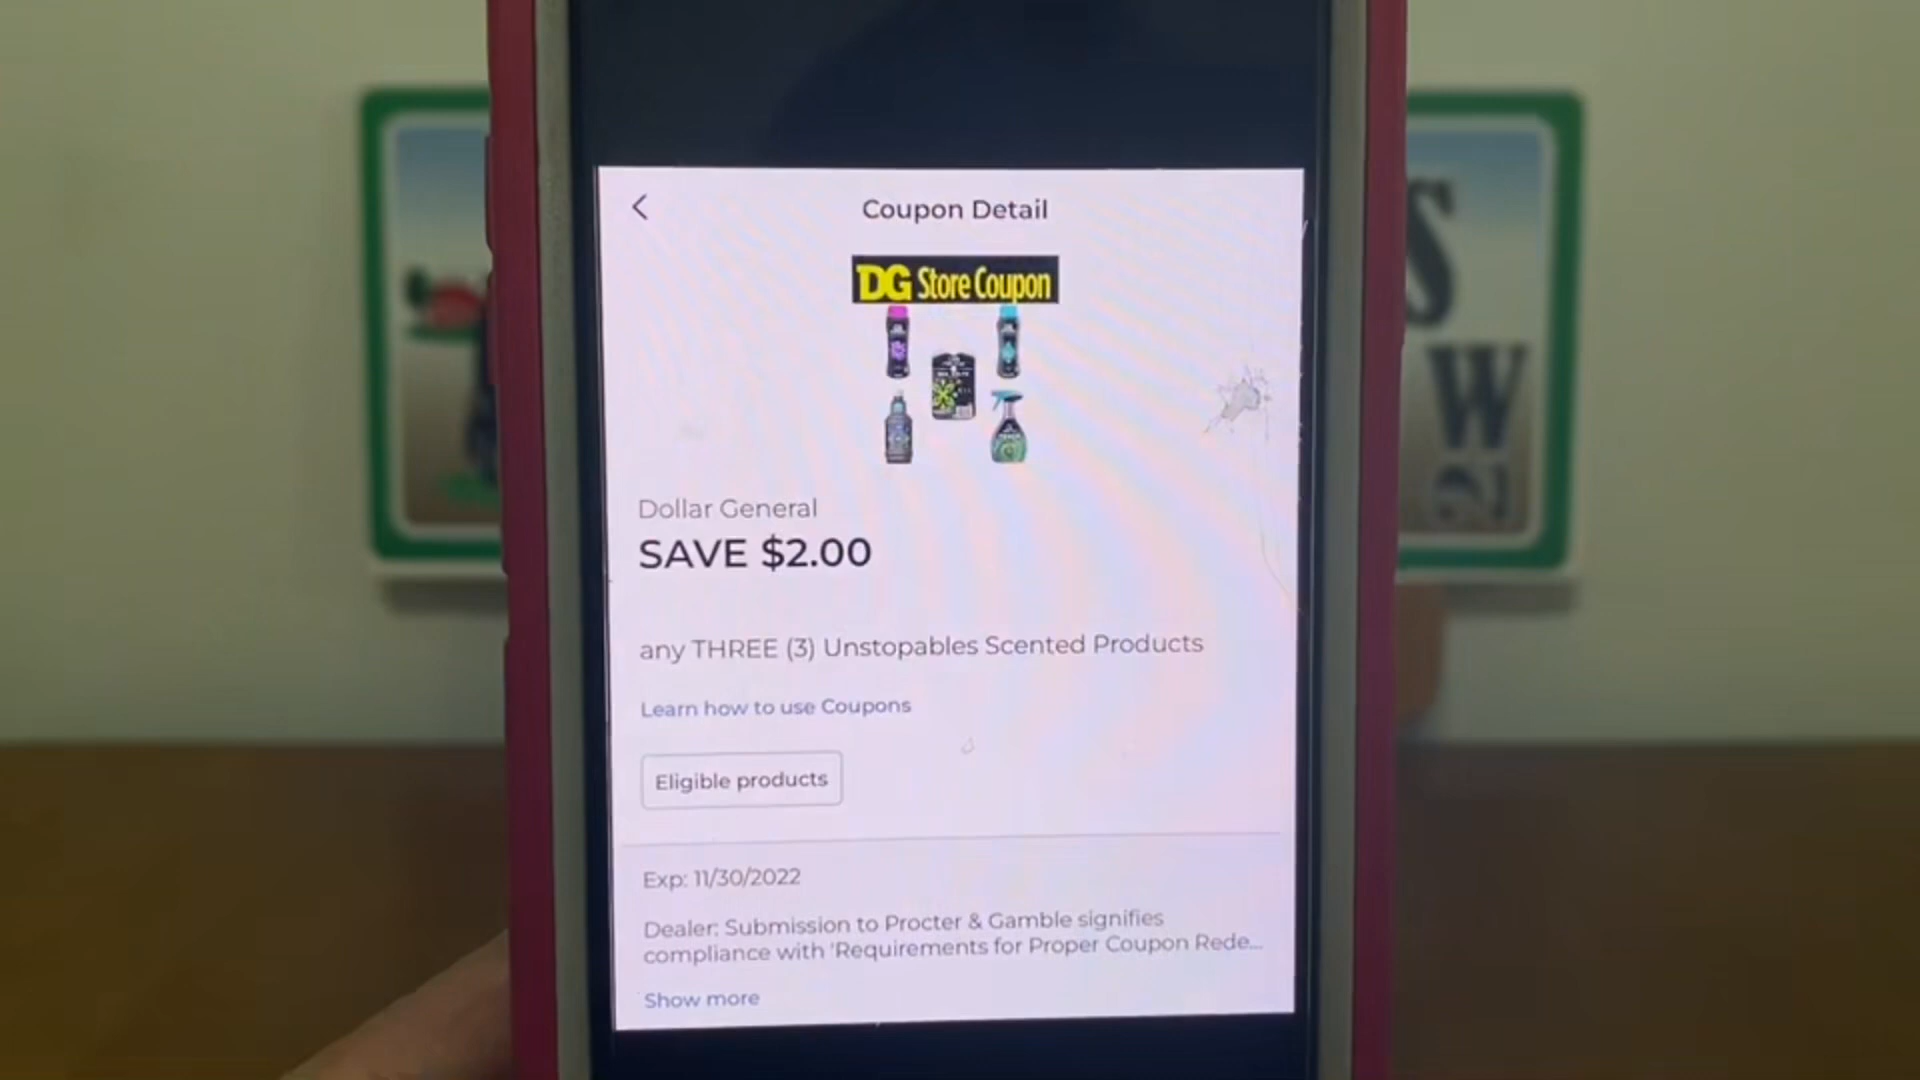 Coupon Detail
DG Store Coupon
Dollar General
SAVE $2.00
any THREE (3) Unstopables Scented Products
Learn how to use Coupons
Eligible products
Exp: 11/30/2022
Dealer: Submission to Procter & Gamble signifies
compliance with 'Requirements for Proper Coupon Rede...
Show more
S
W